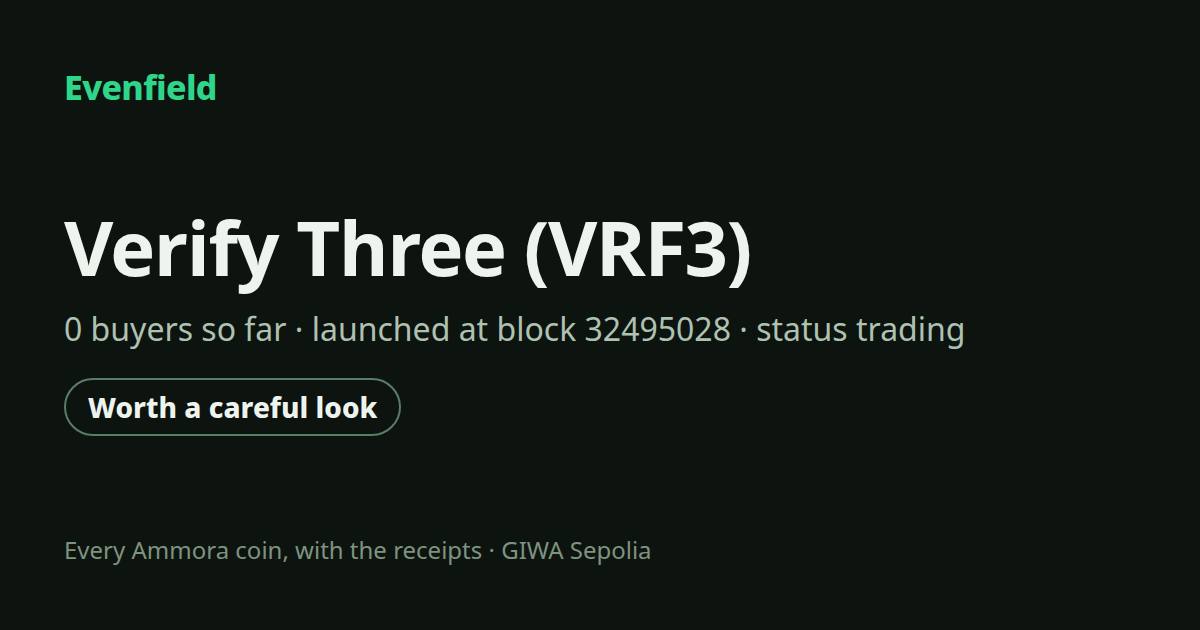 Evenfield
Verify Three (VRF3)
0 buyers so far · launched at block 32495028 · status trading
Worth a careful look
Every Ammora coin, with the receipts · GIWA Sepolia